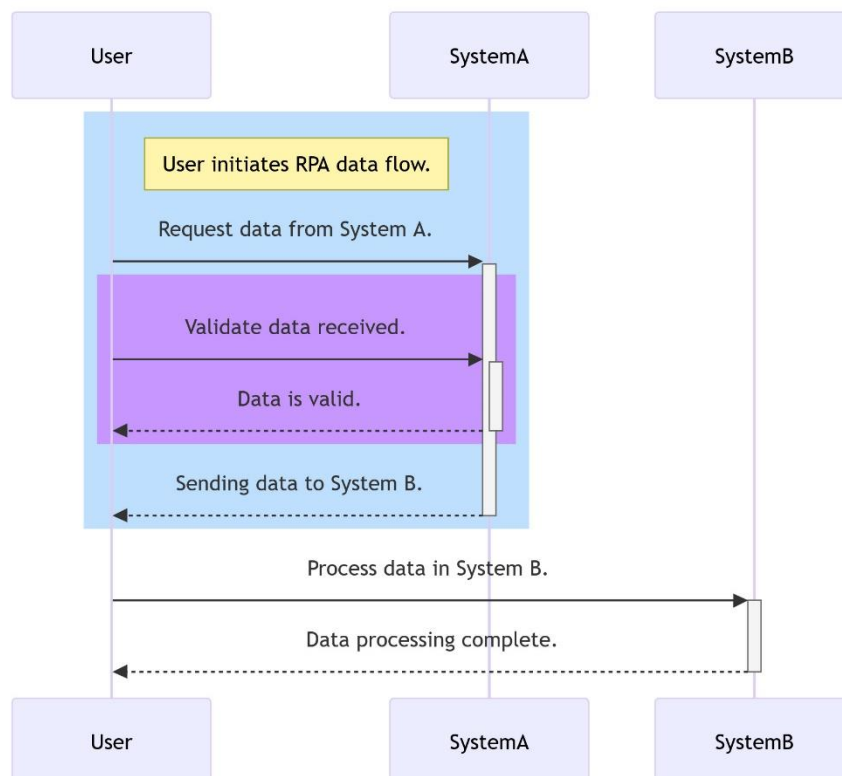 User
SystemA
SystemB
User initiates RPA data flow.
Request data from System A.
Validate data received.
Data is valid.
Sending data to System B.
Process data in System B.
Data processing complete.
User
SystemA
SystemB